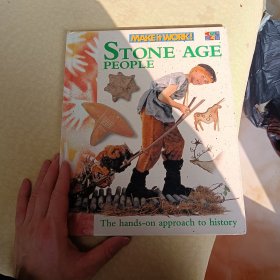 MAKE it WORK!
STONE AGE
PEOPLE
The hands-on approach to history